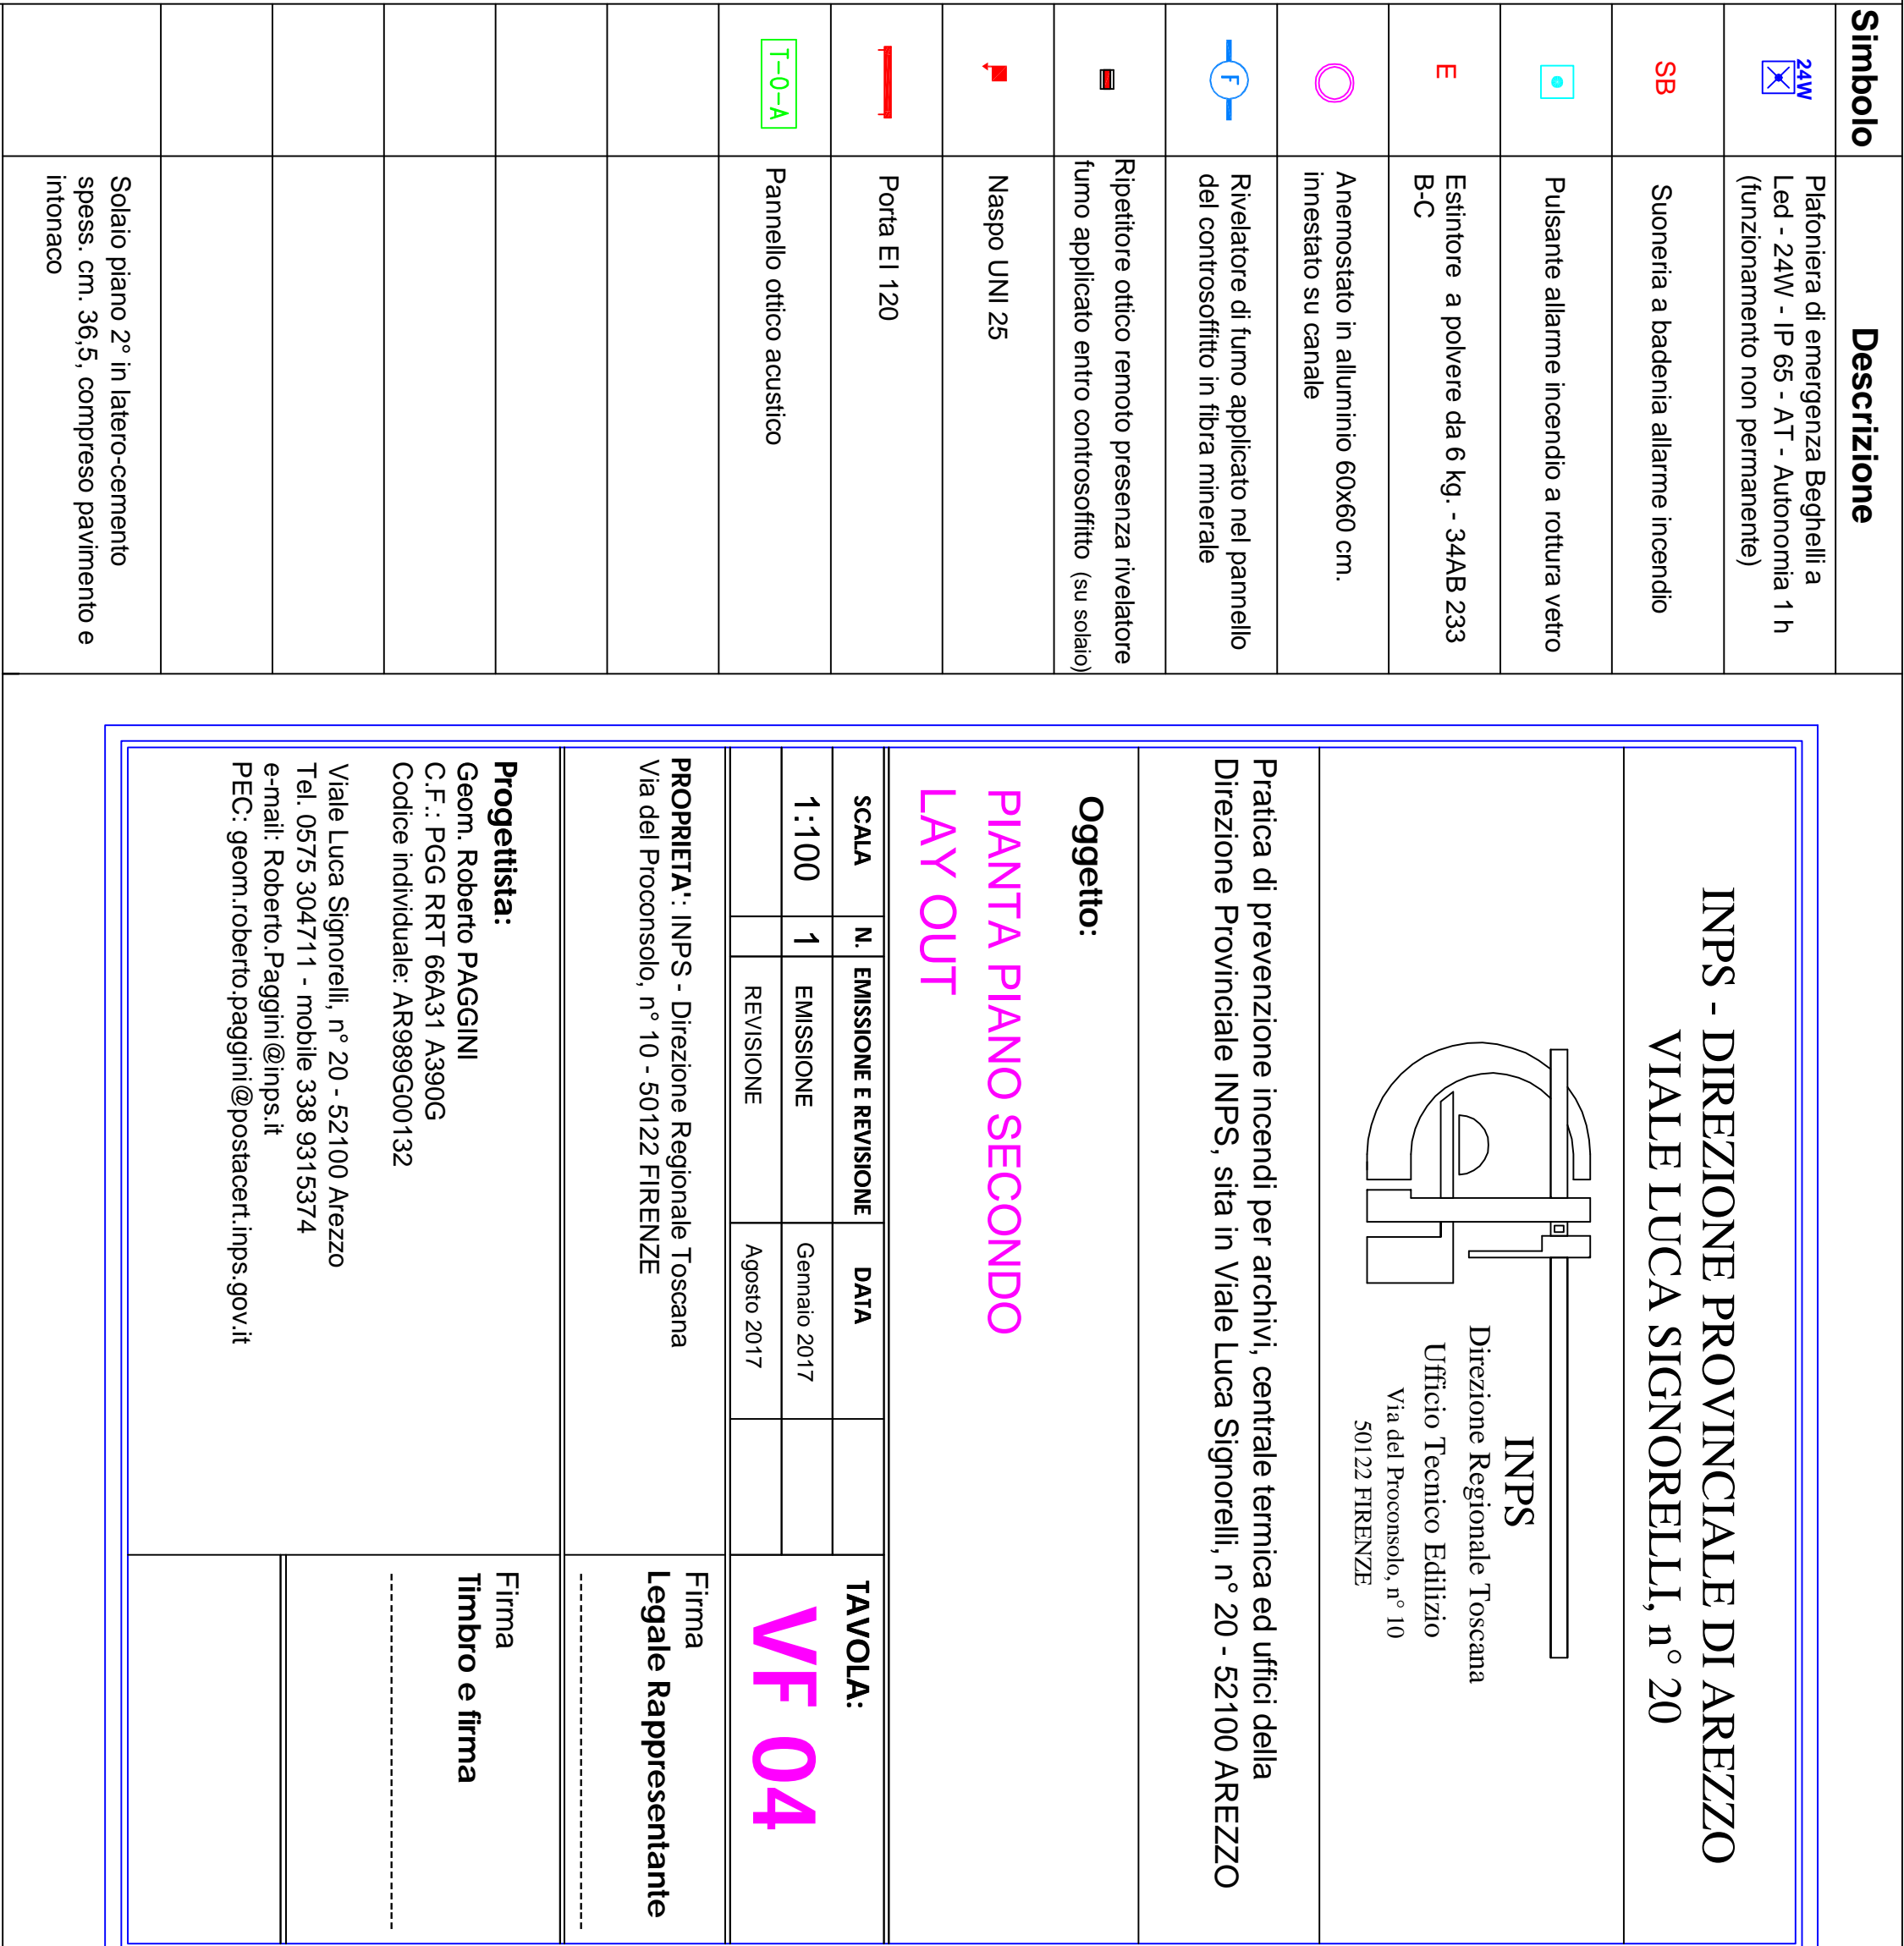 Simbolo Descrizione
24W
Plafoniera di emergenza Beghelli a
Led - 24W - IP 65 - AT - Autonomia 1 h
(funzionamento non permanente)
SB
Suoneria a badenia allarme incendio
Pulsante allarme incendio a rottura vetro
E
Estintore a polvere da 6 kg. - 34AB 233
B-C
Anemostato in alluminio 60x60 cm.
innestato su canale
F
Rivelatore di fumo applicato nel pannello
del controsoffitto in fibra minerale
Ripetitore ottico remoto presenza rivelatore
fumo applicato entro controsoffitto (su solaio)
Naspo UNI 25
Porta EI 120
T-O-A
Pannello ottico acustico
Solaio piano 2° in latero-cemento
spess. cm. 36,5, compreso pavimento e
intonaco
INPS - DIREZIONE PROVINCIALE DI AREZZO
VIALE LUCA SIGNORELLI, n° 20
INPS
Direzione Regionale Toscana
Ufficio Tecnico Edilizio
Via del Proconsolo, n° 10
50122 FIRENZE
Pratica di prevenzione incendi per archivi, centrale termica ed uffici della
Direzione Provinciale INPS, sita in Viale Luca Signorelli, n° 20 - 52100 AREZZO
Oggetto:
PIANTA PIANO SECONDO
LAY OUT
SCALA N. EMISSIONE E REVISIONE DATA
1:100 1 EMISSIONE Gennaio 2017
REVISIONE Agosto 2017
TAVOLA:
VF 04
PROPRIETA': INPS - Direzione Regionale Toscana
Via del Proconsolo, n° 10 - 50122 FIRENZE
Firma
Legale Rappresentante
Progettista:
Geom. Roberto PAGGINI
C.F.: PGG RRT 66A31 A390G
Codice individuale: AR989G00132
Viale Luca Signorelli, n° 20 - 52100 Arezzo
Tel. 0575 304711 - mobile 338 9315374
e-mail: Roberto.Paggini@inps.it
PEC: geom.roberto.paggini@postacert.inps.gov.it
Firma
Timbro e firma